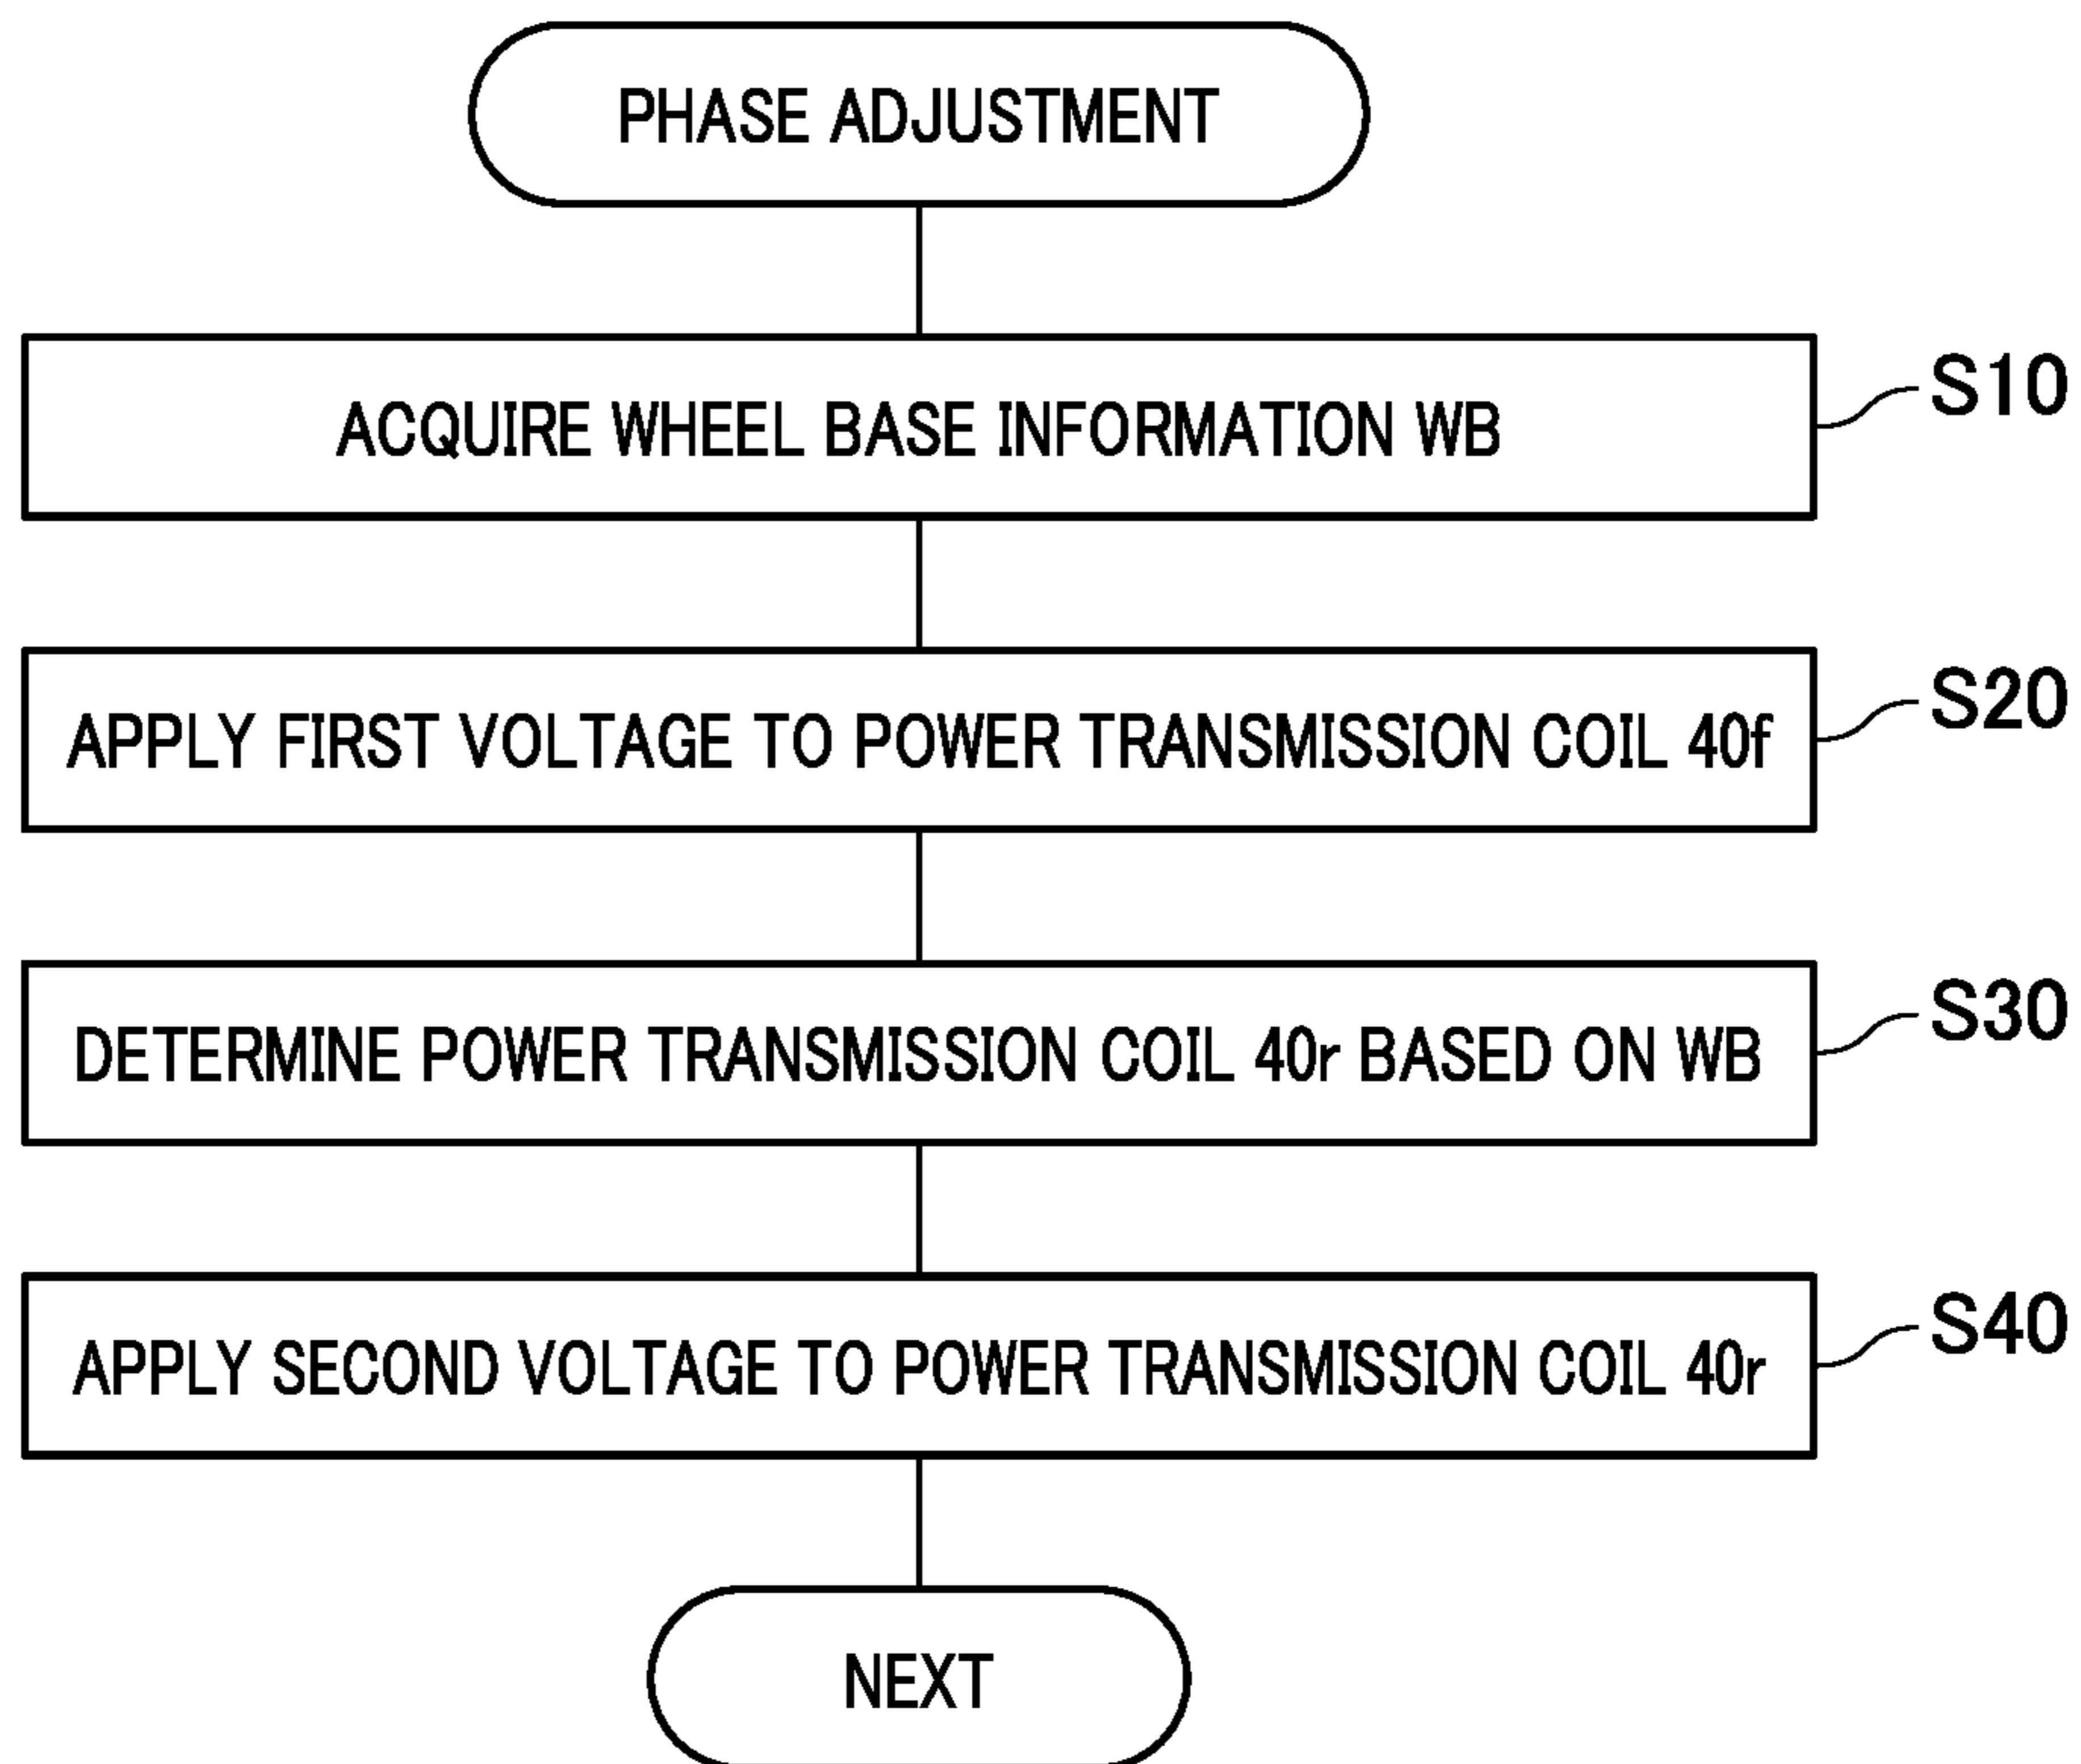 PHASE ADJUSTMENT
ACQUIRE WHEEL BASE INFORMATION WB
S10
APPLY FIRST VOLTAGE TO POWER TRANSMISSION COIL 40f
S20
DETERMINE POWER TRANSMISSION COIL 40r BASED ON WB
S30
APPLY SECOND VOLTAGE TO POWER TRANSMISSION COIL 40r
S40
NEXT